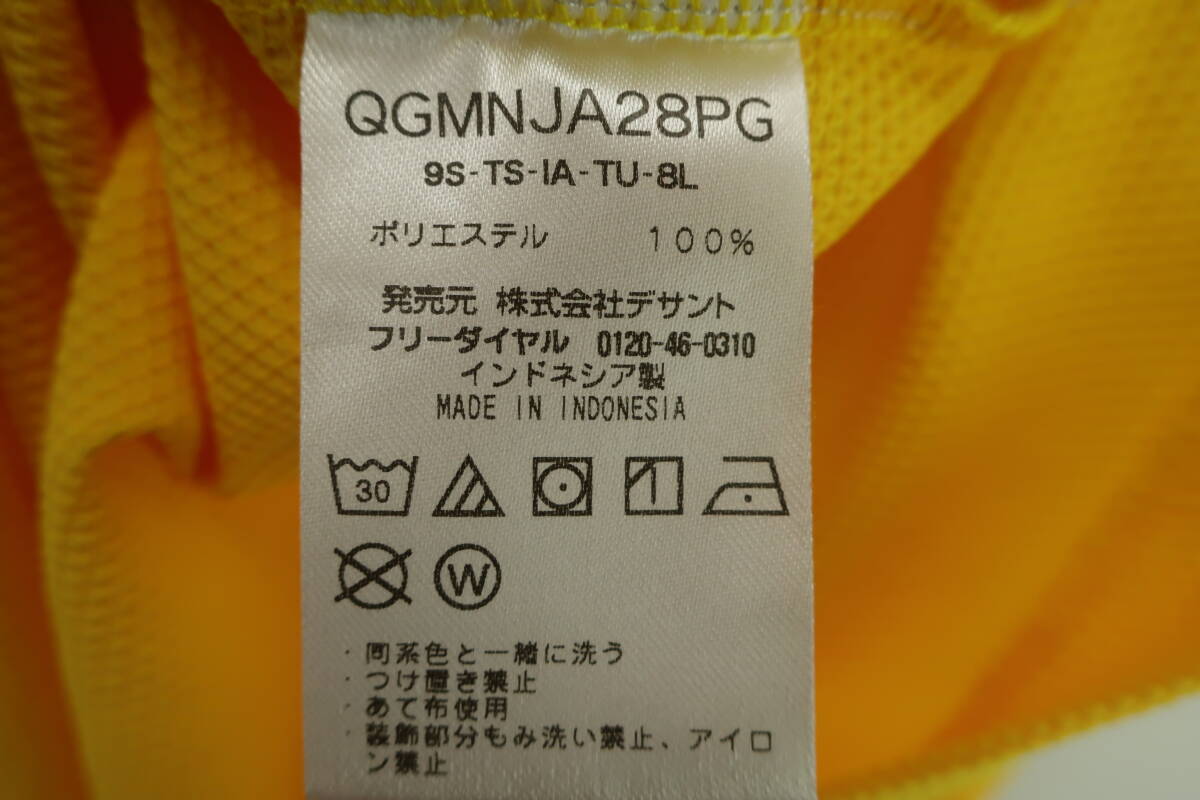 QGMNJA28PG
9S-TS-IA-TU-8L
ポリエステル 100%
発売元 株式会社デサント
フリーダイヤル 0120-46-0310
インドネシア製
MADE IN INDONESIA
30
W
・同系色と一緒に洗う
・つけ置き禁止
・あて布使用
・装飾部分もみ洗い禁止、アイロ
ン禁止